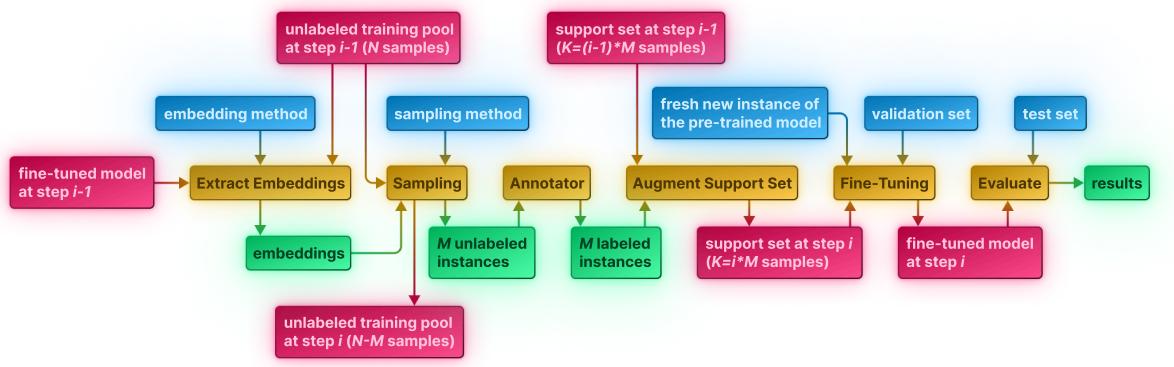 unlabeled training pool
at step i-1 (N samples)
support set at step i-1
(K=(i-1)*M samples)
embedding method
sampling method
fresh new instance of
the pre-trained model
validation set
test set
fine-tuned model
at step i-1
Extract Embeddings
Sampling
Annotator
Augment Support Set
Fine-Tuning
Evaluate
results
embeddings
M unlabeled
instances
M labeled
instances
support set at step i
(K=i*M samples)
fine-tuned model
at step i
unlabeled training pool
at step i (N-M samples)